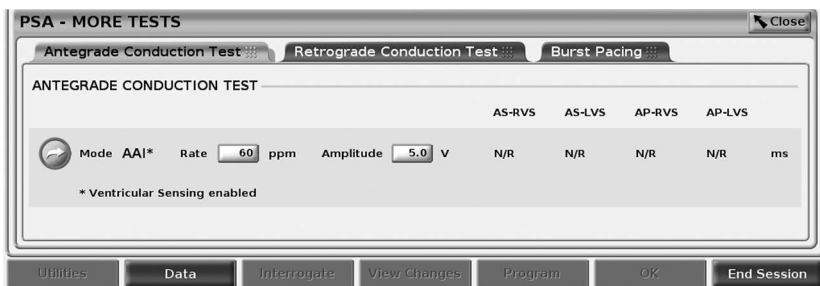 PSA - MORE TESTS Close
Antegrade Conduction Test Retrograde Conduction Test Burst Pacing
ANTEGRADE CONDUCTION TEST
AS-RVS AS-LVS AP-RVS AP-LVS
Mode AAI* Rate 60 ppm Amplitude 5.0 V N/R N/R N/R N/R ms
* Ventricular Sensing enabled
Utilities Data Interrogate View Changes Program OK End Session